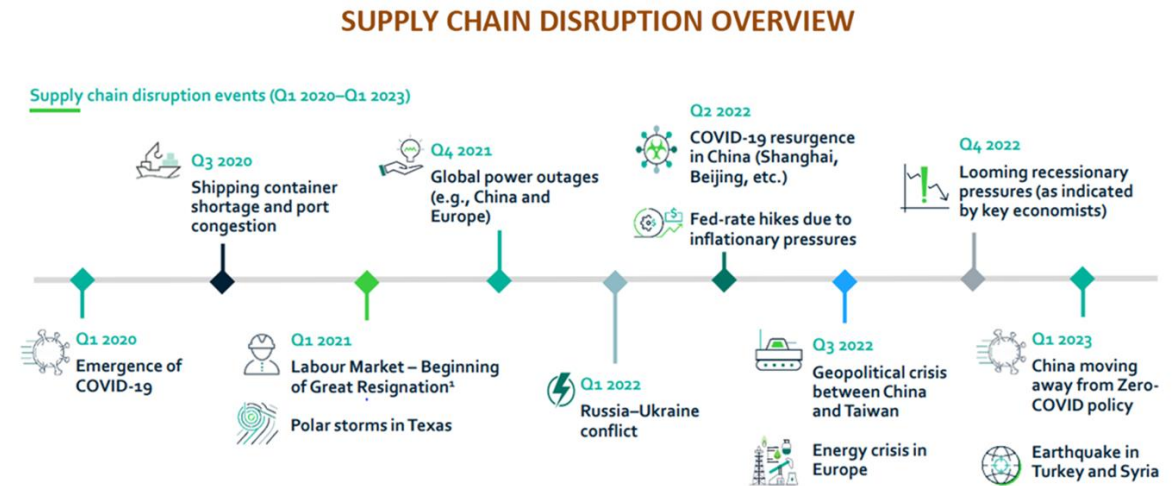 SUPPLY CHAIN DISRUPTION OVERVIEW
Supply chain disruption events (Q1 2020–Q1 2023)
Q3 2020
Shipping container
shortage and port
congestion
Q4 2021
Global power outages
(e.g., China and
Europe)
Q2 2022
COVID-19 resurgence
in China (Shanghai,
Beijing, etc.)
Fed-rate hikes due to
inflationary pressures
Q4 2022
Looming recessionary
pressures (as indicated
by key economists)
Q1 2020
Emergence of
COVID-19
Q1 2021
Labour Market – Beginning
of Great Resignation¹
Polar storms in Texas
Q1 2022
Russia–Ukraine
conflict
Q3 2022
Geopolitical crisis
between China
and Taiwan
Energy crisis in
Europe
Q1 2023
China moving
away from Zero-
COVID policy
Earthquake in
Turkey and Syria